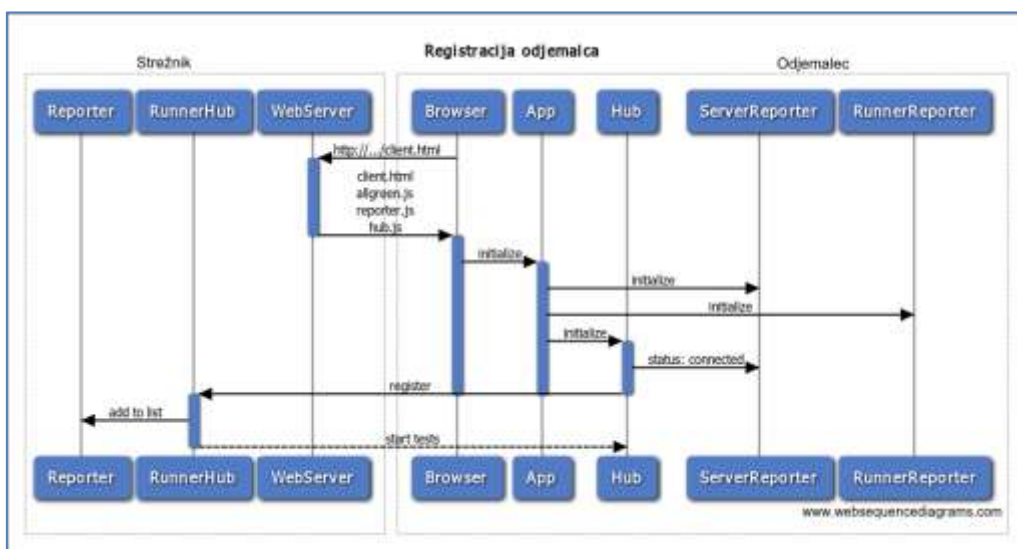 Registracija odjemalca
Strežnik
Odjemalec
Reporter RunnerHub WebServer Browser App Hub ServerReporter RunnerReporter
http://.../client.html
client.html
allgreen.js
reporter.js
hub.js
initialize
initialize
initialize
initialize
status: connected
register
add to list
start tests
Reporter RunnerHub WebServer Browser App Hub ServerReporter RunnerReporter
www.websequencediagrams.com